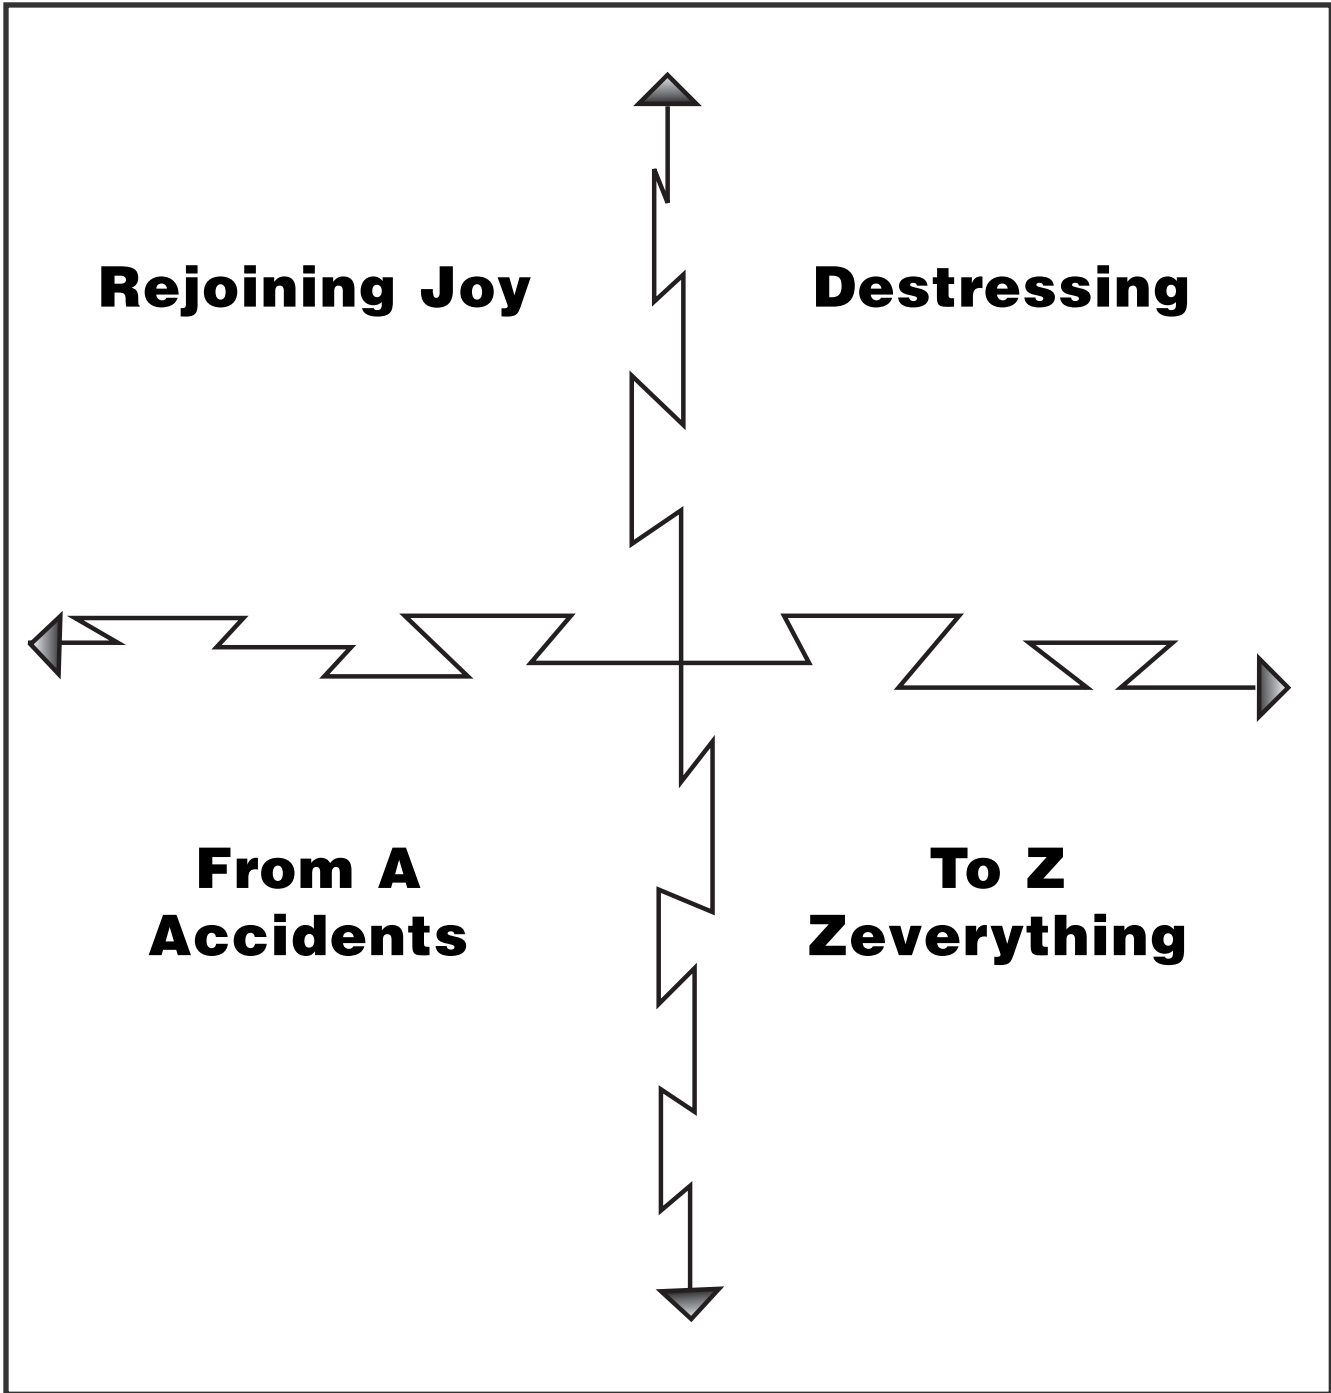 Rejoining Joy
Destressing
From A
Accidents
To Z
Zeverything